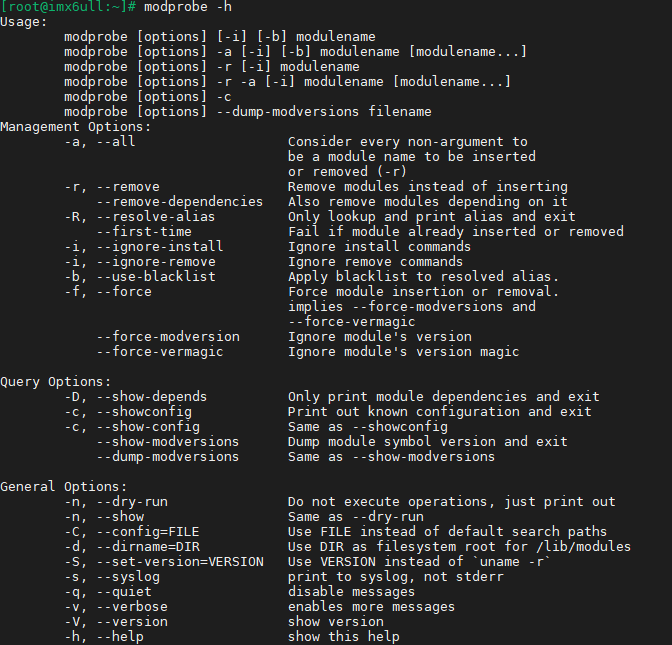 [root@imx6ull:~]# modprobe -h
Usage:
        modprobe [options] [-i] [-b] modulename
        modprobe [options] -a [-i] [-b] modulename [modulename...]
        modprobe [options] -r [-i] modulename
        modprobe [options] -r -a [-i] modulename [modulename...]
        modprobe [options] -c
        modprobe [options] --dump-modversions filename
Management Options:
        -a, --all                   Consider every non-argument to
                                    be a module name to be inserted
                                    or removed (-r)
        -r, --remove                Remove modules instead of inserting
            --remove-dependencies   Also remove modules depending on it
        -R, --resolve-alias         Only lookup and print alias and exit
            --first-time            Fail if module already inserted or removed
        -i, --ignore-install        Ignore install commands
        -i, --ignore-remove         Ignore remove commands
        -b, --use-blacklist         Apply blacklist to resolved alias.
        -f, --force                 Force module insertion or removal.
                                    implies --force-modversions and
                                    --force-vermagic
            --force-modversion      Ignore module's version
            --force-vermagic        Ignore module's version magic

Query Options:
        -D, --show-depends          Only print module dependencies and exit
        -c, --showconfig            Print out known configuration and exit
        -c, --show-config           Same as --showconfig
            --show-modversions      Dump module symbol version and exit
            --dump-modversions      Same as --show-modversions

General Options:
        -n, --dry-run               Do not execute operations, just print out
        -n, --show                  Same as --dry-run
        -C, --config=FILE           Use FILE instead of default search paths
        -d, --dirname=DIR           Use DIR as filesystem root for /lib/modules
        -S, --set-version=VERSION   Use VERSION instead of `uname -r`
        -s, --syslog                print to syslog, not stderr
        -q, --quiet                 disable messages
        -v, --verbose               enables more messages
        -V, --version               show version
        -h, --help                  show this help